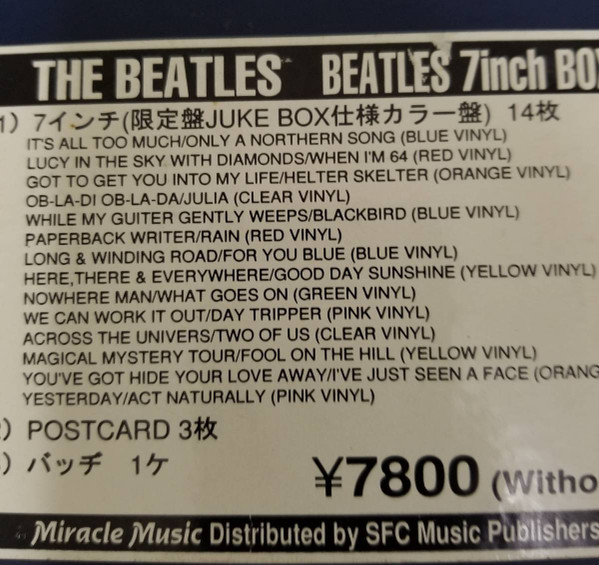 THE BEATLES BEATLES 7inch BO
1) 7インチ(限定盤JUKE BOX仕様カラー盤) 14枚
IT'S ALL TOO MUCH/ONLY A NORTHERN SONG (BLUE VINYL)
LUCY IN THE SKY WITH DIAMONDS/WHEN I'M 64 (RED VINYL)
GOT TO GET YOU INTO MY LIFE/HELTER SKELTER (ORANGE VINYL)
OB-LA-DI OB-LA-DA/JULIA (CLEAR VINYL)
WHILE MY GUITER GENTLY WEEPS/BLACKBIRD (BLUE VINYL)
PAPERBACK WRITER/RAIN (RED VINYL)
LONG & WINDING ROAD/FOR YOU BLUE (BLUE VINYL)
HERE,THERE & EVERYWHERE/GOOD DAY SUNSHINE (YELLOW VINYL)
NOWHERE MAN/WHAT GOES ON (GREEN VINYL)
WE CAN WORK IT OUT/DAY TRIPPER (PINK VINYL)
ACROSS THE UNIVERS/TWO OF US (CLEAR VINYL)
MAGICAL MYSTERY TOUR/FOOL ON THE HILL (YELLOW VINYL)
YOU'VE GOT HIDE YOUR LOVE AWAY/I'VE JUST SEEN A FACE (ORANG
YESTERDAY/ACT NATURALLY (PINK VINYL)
) POSTCARD 3枚
) バッヂ 1ケ
¥7800 (Witho
Miracle Music Distributed by SFC Music Publishers